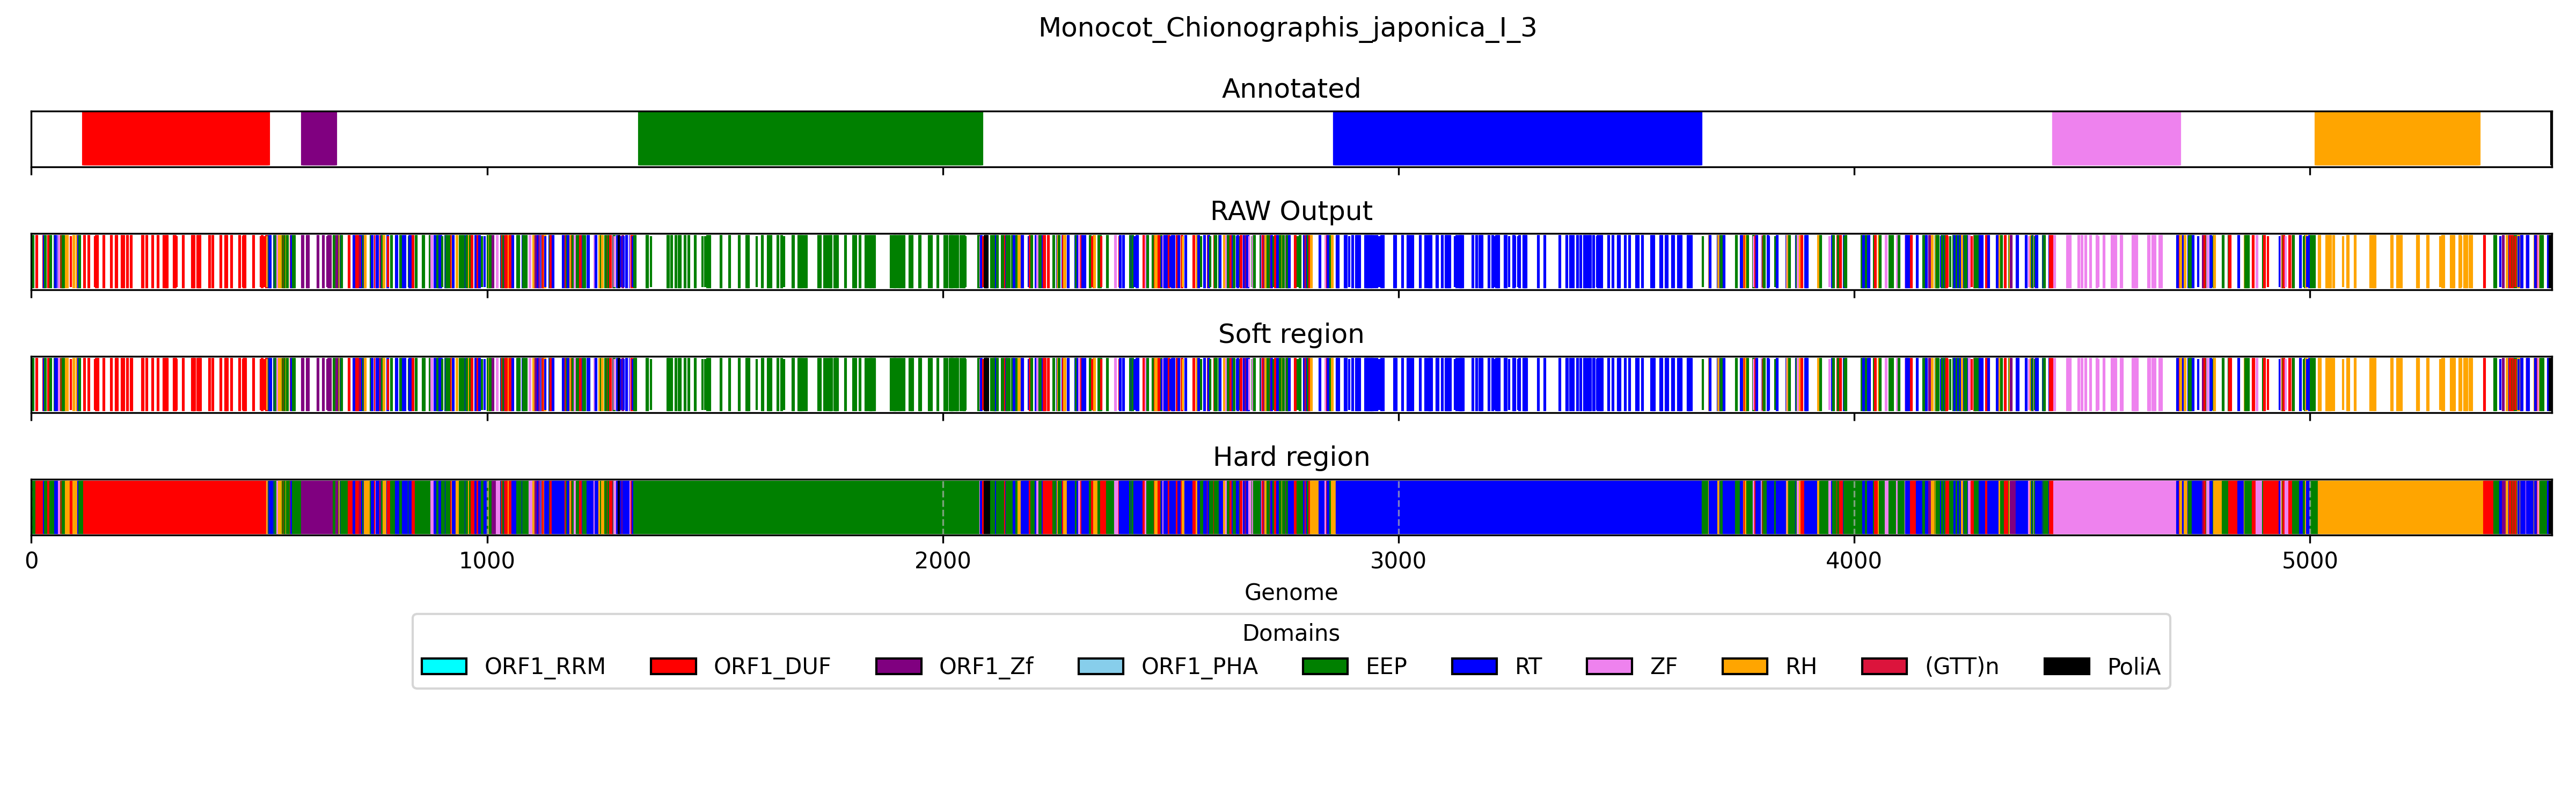 Monocot_Chionographis_japonica_I_3
Annotated
RAW Output
Soft region
Hard region
0 1000 2000 3000 4000 5000
Genome
Domains
ORF1_RRM ORF1_DUF ORF1_Zf ORF1_PHA EEP RT ZF RH (GTT)n PoliA